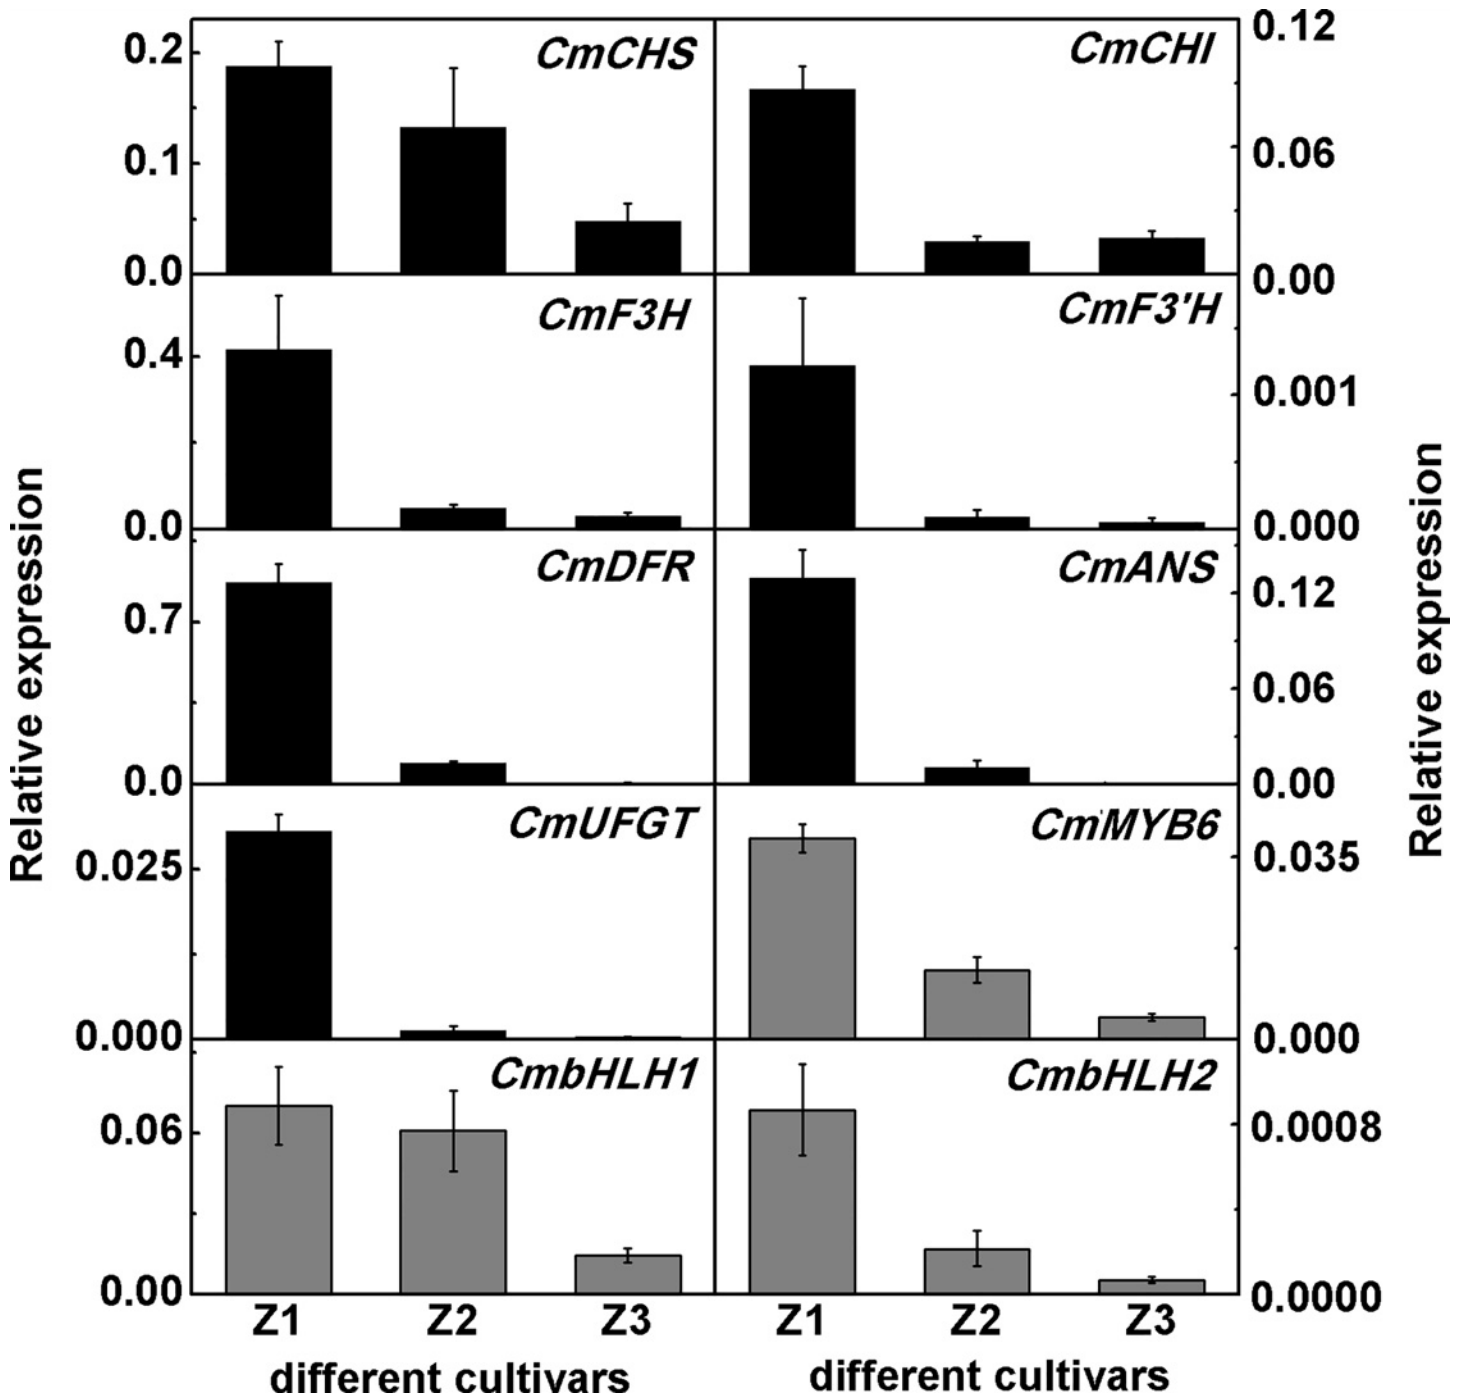 0.2
CmCHS
CmCHI
0.12
0.1
0.06
0.0
0.00
CmF3H
CmF3'H
0.4
0.001
0.0
0.000
CmDFR
CmANS
0.7
0.12
0.06
0.0
0.00
CmUFGT
CmMYB6
0.025
0.035
0.000
0.000
CmbHLH1
CmbHLH2
0.06
0.0008
0.00
0.0000
Z1 Z2 Z3 Z1 Z2 Z3
different cultivars
different cultivars
Relative expression
Relative expression